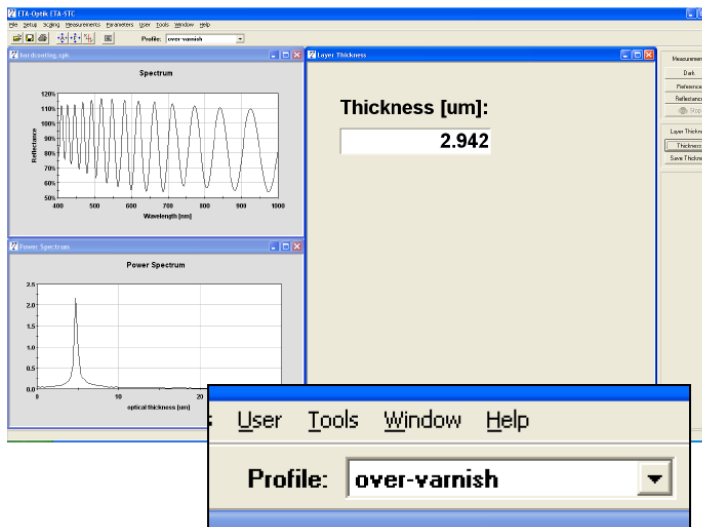 ETA-Optik ETA-STC
File Setup Scaling Measurements Parameters User Tools Window Help
Profile: over-varnish
Spectrum
120%
110%
100%
90%
80%
70%
60%
50%
Reflectance
400 500 600 700 800 900 1000
Wavelength [nm]
Power Spectrum
Power Spectrum
2.5
2.0
1.5
1.0
0.5
0.0
0 10 20
optical thickness [um]
Layer Thickness
Thickness [um]:
2.942
Measuremen
Dark
Reference
Reflectance
Stop
Layer Thickne
Thickness
Save Thickne
User Tools Window Help
Profile: over-varnish